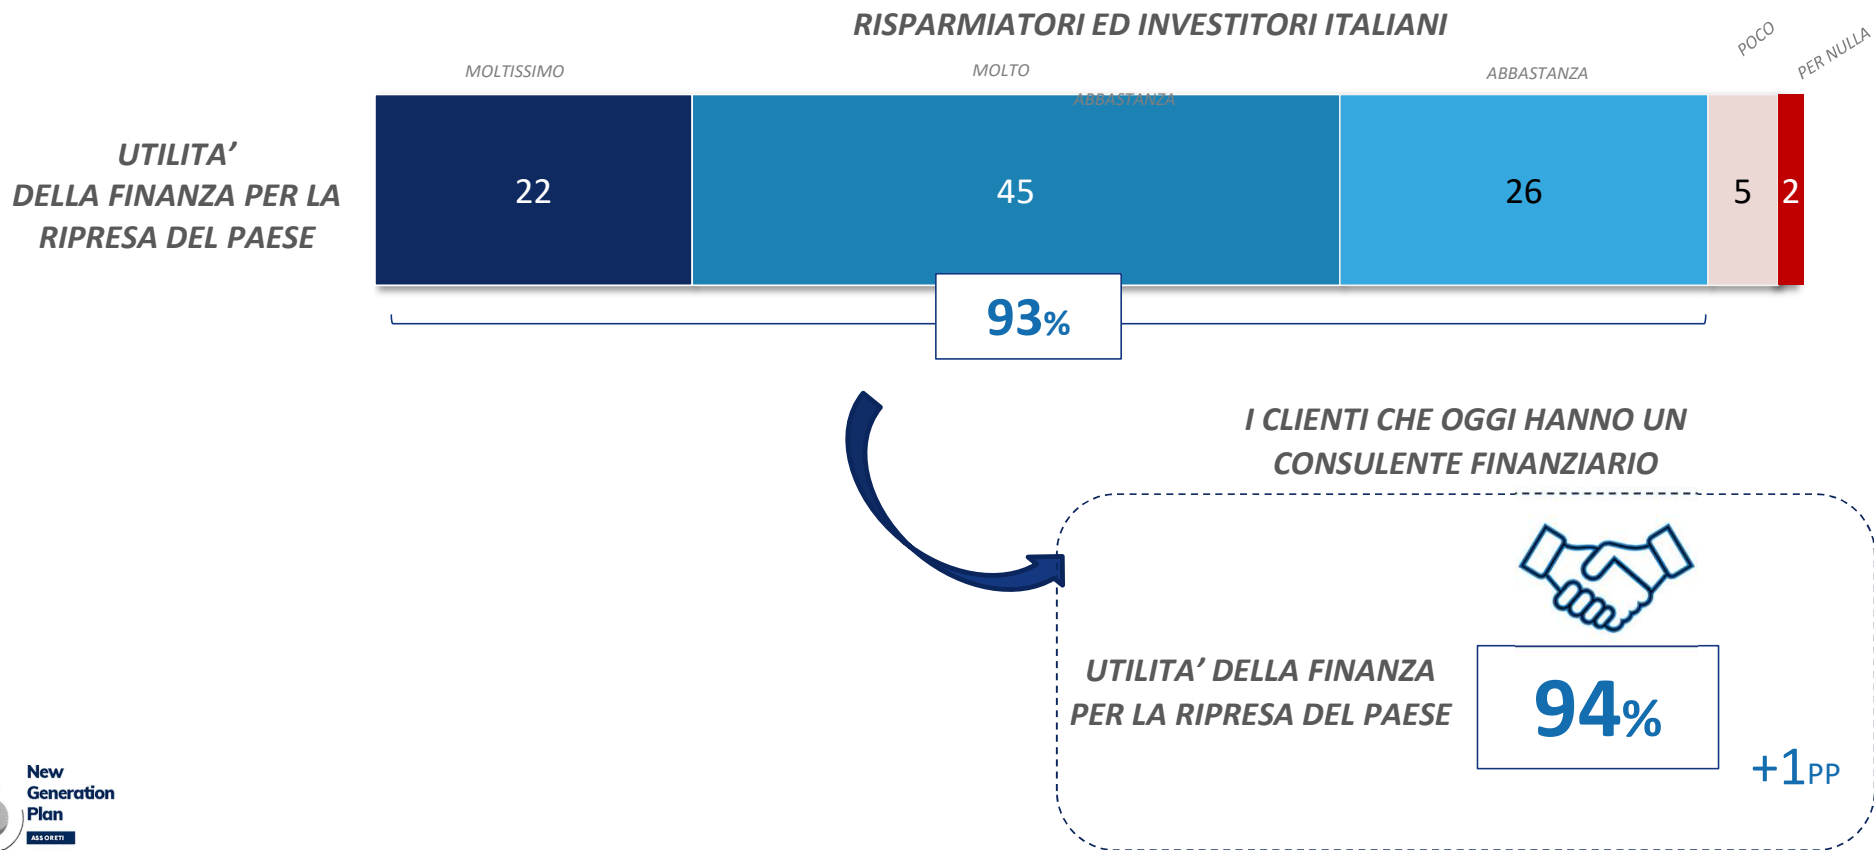 RISPARMIATORI ED INVESTITORI ITALIANI
MOLTISSIMO
MOLTO
ABBASTANZA
ABBASTANZA
POCO
PER NULLA
UTILITA’
DELLA FINANZA PER LA
RIPRESA DEL PAESE
22
45
26
5
2
93%
I CLIENTI CHE OGGI HANNO UN
CONSULENTE FINANZIARIO
UTILITA’ DELLA FINANZA
PER LA RIPRESA DEL PAESE
94%
+1PP
New
Generation
Plan
ASSORETI